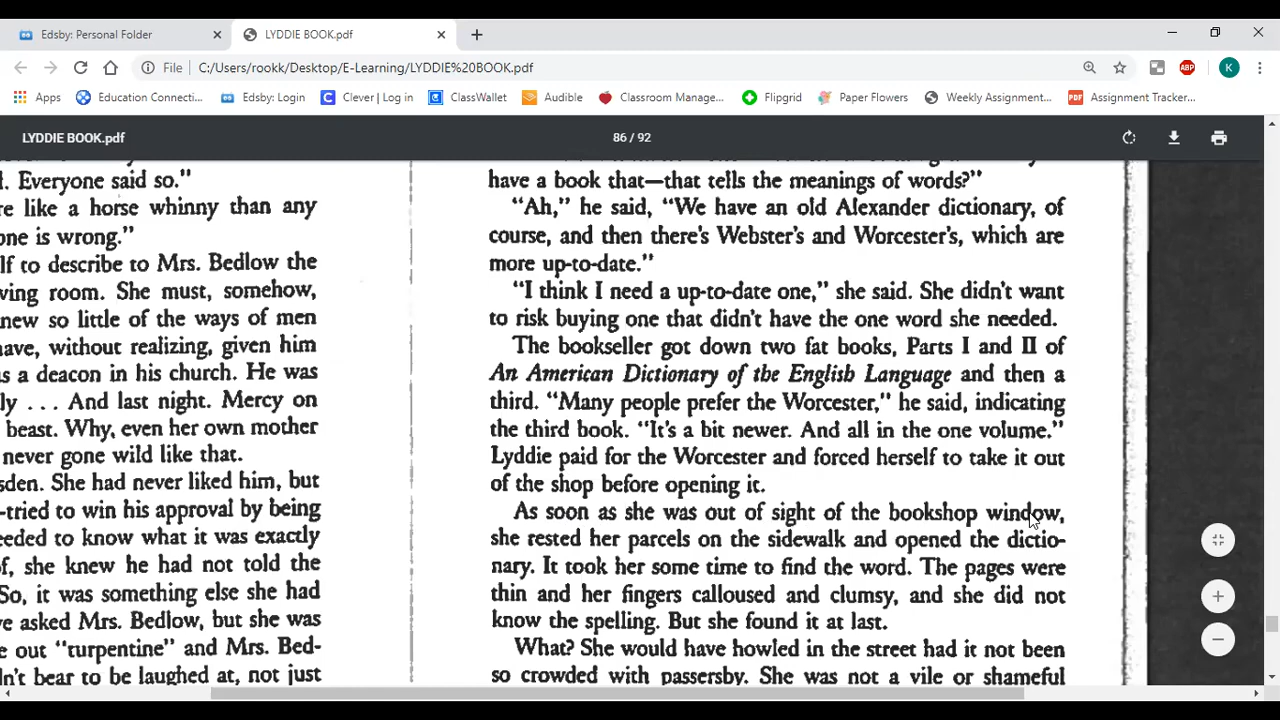 Edsby: Personal Folder
LYDDIE BOOK.pdf
File
C:/Users/rookk/Desktop/E-Learning/LYDDIE%20BOOK.pdf
ABP
K
Apps
Education Connecti...
Edsby: Login
Clever | Log in
ClassWallet
Audible
Classroom Manage...
Flipgrid
Paper Flowers
Weekly Assignment...
PDF
Assignment Tracker...
LYDDIE BOOK.pdf
86 / 92
. Everyone said so."
re like a horse whinny than any
one is wrong."
lf to describe to Mrs. Bedlow the
ving room. She must, somehow,
new so little of the ways of men
have, without realizing, given him
s a deacon in his church. He was
ly . . . And last night. Mercy on
beast. Why, even her own mother
never gone wild like that.
sden. She had never liked him, but
-tried to win his approval by being
eeded to know what it was exactly
f, she knew he had not told the
So, it was something else she had
ve asked Mrs. Bedlow, but she was
e out "turpentine" and Mrs. Bed-
n't bear to be laughed at, not just
have a book that—that tells the meanings of words?"
"Ah," he said, "We have an old Alexander dictionary, of
course, and then there's Webster's and Worcester's, which are
more up-to-date."
"I think I need a up-to-date one," she said. She didn't want
to risk buying one that didn't have the one word she needed.
The bookseller got down two fat books, Parts I and II of
An American Dictionary of the English Language and then a
third. "Many people prefer the Worcester," he said, indicating
the third book. "It's a bit newer. And all in the one volume."
Lyddie paid for the Worcester and forced herself to take it out
of the shop before opening it.
As soon as she was out of sight of the bookshop window,
she rested her parcels on the sidewalk and opened the dictio-
nary. It took her some time to find the word. The pages were
thin and her fingers calloused and clumsy, and she did not
know the spelling. But she found it at last.
What? She would have howled in the street had it not been
so crowded with passersby. She was not a vile or shameful